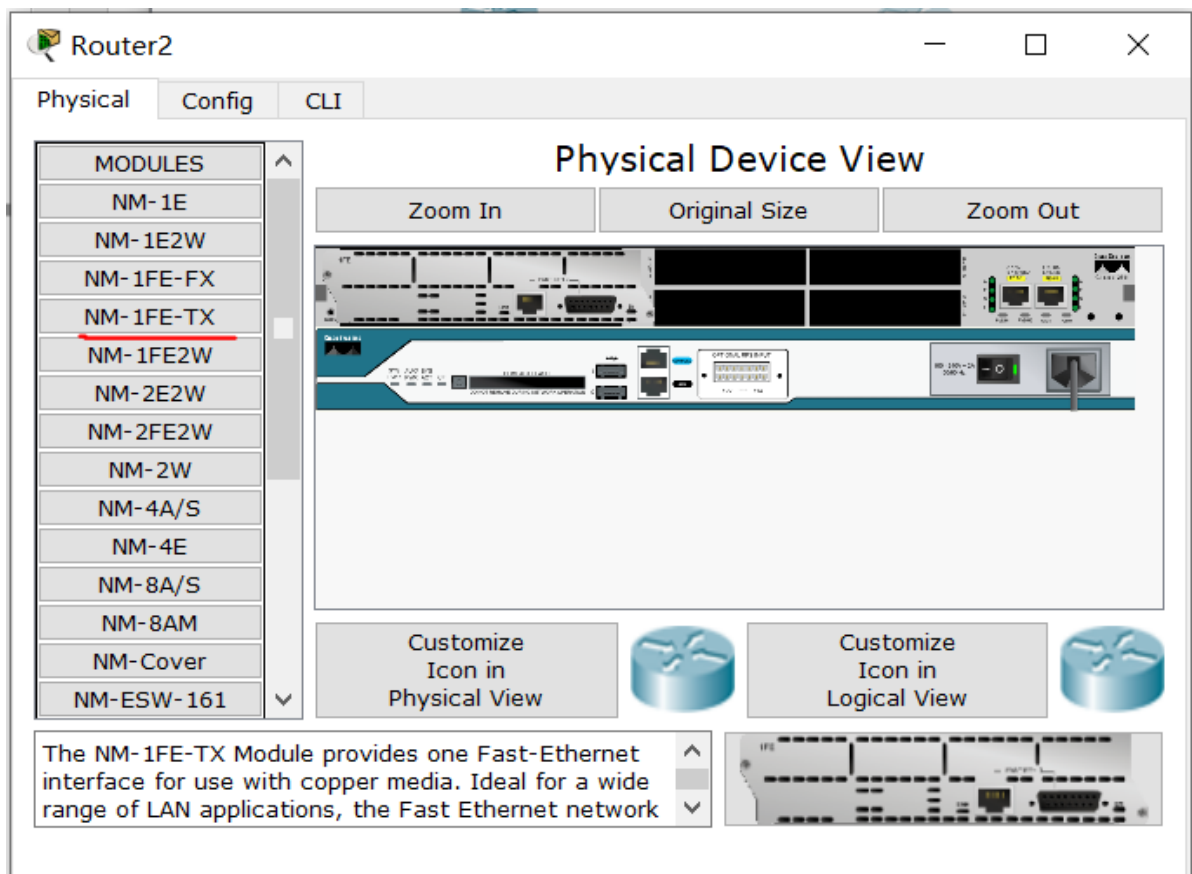 Router2
Physical
Config
CLI
MODULES
NM-1E
NM-1E2W
NM-1FE-FX
NM-1FE-TX
NM-1FE2W
NM-2E2W
NM-2FE2W
NM-2W
NM-4A/S
NM-4E
NM-8A/S
NM-8AM
NM-Cover
NM-ESW-161
Physical Device View
Zoom In
Original Size
Zoom Out
Customize
Icon in
Physical View
Customize
Icon in
Logical View
The NM-1FE-TX Module provides one Fast-Ethernet
interface for use with copper media. Ideal for a wide
range of LAN applications, the Fast Ethernet network